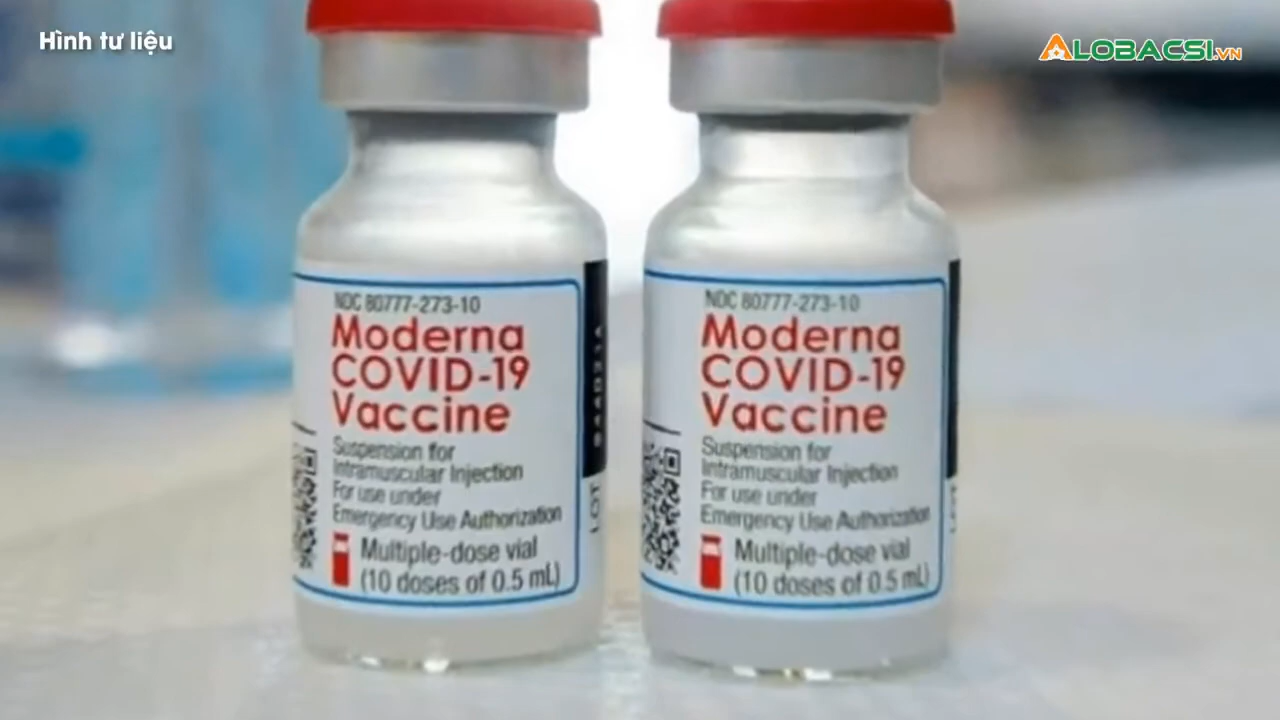 Hình tư liệu
ALOBACSI.VN
NDC 80777-273-10
Moderna
COVID-19
Vaccine
Suspension for
Intramuscular Injection
For use under
Emergency Use Authorization
Multiple-dose vial
(10 doses of 0.5 mL)
LOT
NDC 80777-273-10
Moderna
COVID-19
Vaccine
Suspension for
Intramuscular Injection
For use under
Emergency Use Authorization
Multiple-dose vial
(10 doses of 0.5 mL)